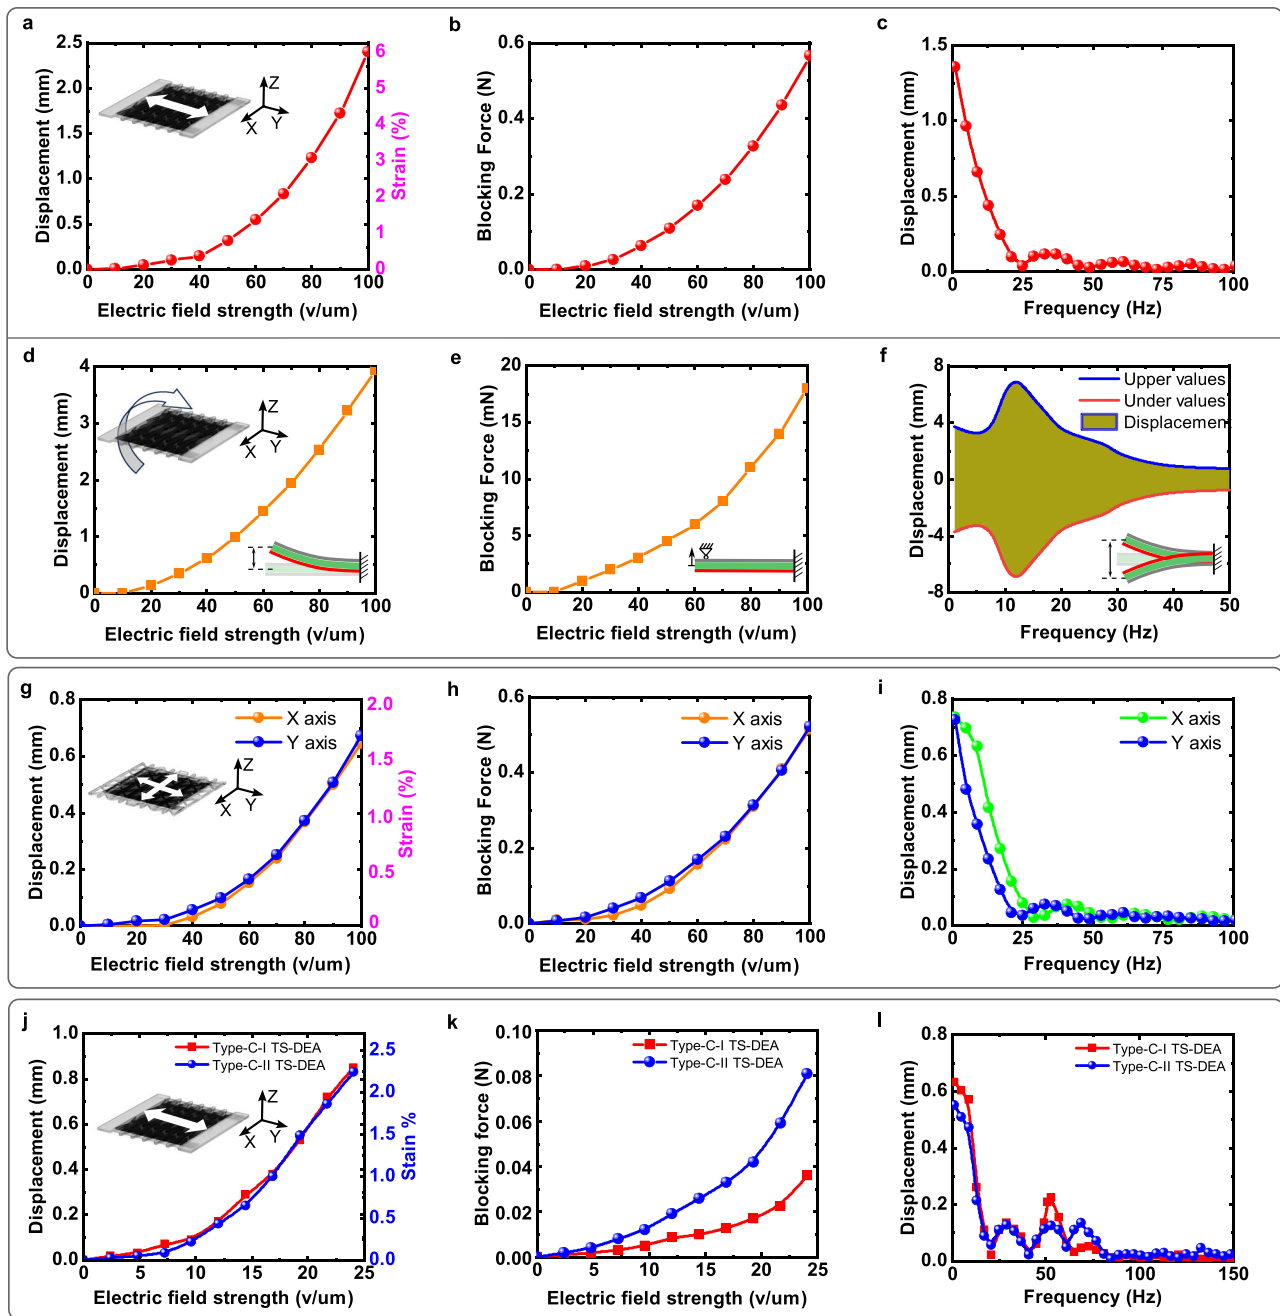 a
Displacement (mm)
2.5
2.0
1.5
1.0
0.5
0.0
0 20 40 60 80 100
Electric field strength (v/um)
6
5
4
3
2
1
0
Strain (%)
Z
X
Y
b
Blocking Force (N)
0.6
0.4
0.2
0.0
0 20 40 60 80 100
Electric field strength (v/um)
c
Displacement (mm)
1.5
1.0
0.5
0.0
0 25 50 75 100
Frequency (Hz)
d
Displacement (mm)
4
3
2
1
0
0 20 40 60 80 100
Electric field strength (v/um)
Z
X
Y
e
Blocking Force (mN)
20
15
10
5
0
0 20 40 60 80 100
Electric field strength (v/um)
f
DIsplacement (mm)
8
4
0
-4
-8
0 10 20 30 40 50
Frequency (Hz)
Upper values
Under values
Displacement
g
Displacement (mm)
0.8
0.6
0.4
0.2
0.0
0 20 40 60 80 100
Electric field strength (v/um)
X axis
Y axis
2.0
1.5
1.0
0.5
0
Strain (%)
Z
X
Y
h
Blocking Force (N)
0.6
0.4
0.2
0.0
0 20 40 60 80 100
Electric field strength (v/um)
X axis
Y axis
i
Displacement (mm)
0.8
0.6
0.4
0.2
0.0
0 25 50 75 100
Frequency (Hz)
X axis
Y axis
j
Displacement (mm)
1.0
0.8
0.6
0.4
0.2
0.0
0 5 10 15 20 25
Electric field strength (v/um)
Type-C-I TS-DEA
Type-C-II TS-DEA
2.5
2.0
1.5
1.0
0.5
0.0
Stain %
Z
X
Y
k
Blocking force (N)
0.10
0.08
0.06
0.04
0.02
0.00
0 5 10 15 20 25
Electric field strength (v/um)
Type-C-I TS-DEA
Type-C-II TS-DEA
l
Displacement (mm)
0.8
0.6
0.4
0.2
0.0
0 50 100 150
Frequency (Hz)
Type-C-I TS-DEA
Type-C-II TS-DEA